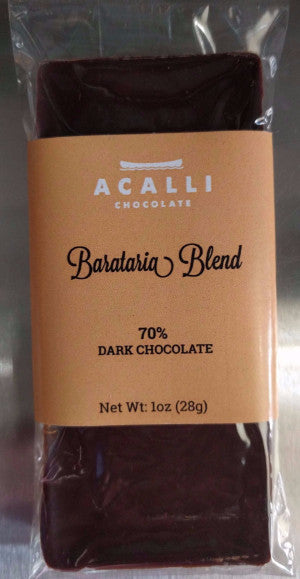 ACALLI
CHOCOLATE
Barataria Blend
70%
DARK CHOCOLATE
Net Wt: 1oz (28g)